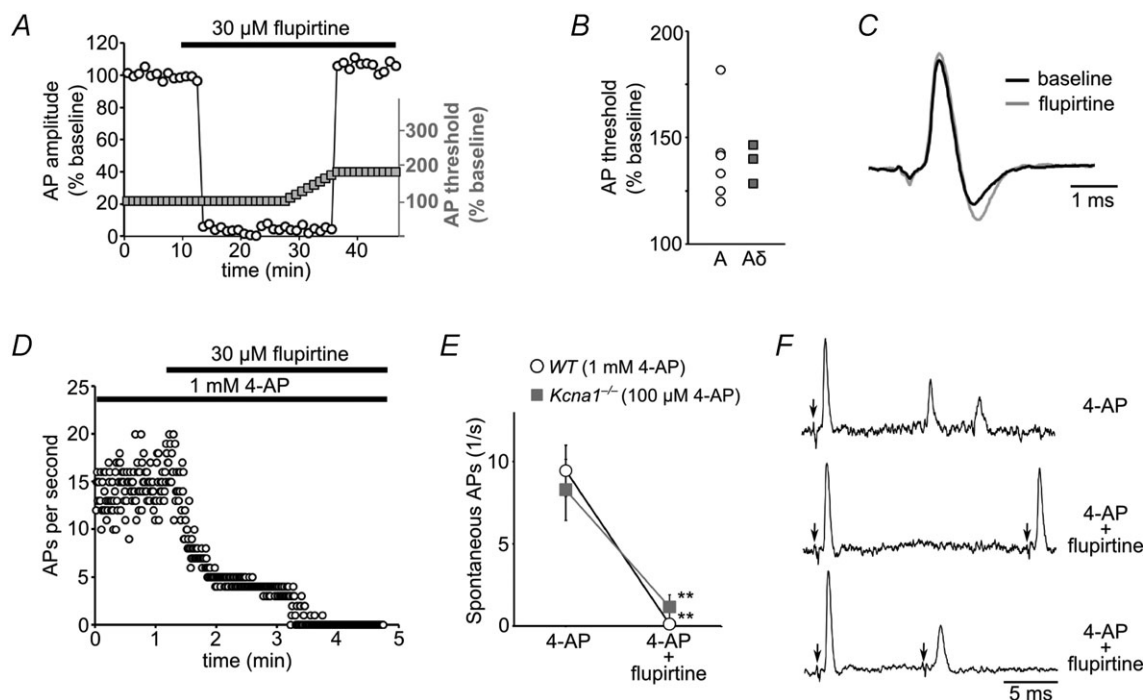 A
30 µM flupirtine
AP amplitude
(% baseline)
120
100
80
60
40
20
0
0 10 20 30 40
time (min)
300
200
100
AP threshold
(% baseline)
B
AP threshold
(% baseline)
200
150
100
A Aδ
C
baseline
flupirtine
1 ms
D
30 µM flupirtine
1 mM 4-AP
APs per second
25
20
15
10
5
0
0 1 2 3 4 5
time (min)
E
WT (1 mM 4-AP)
Kcna1–/– (100 µM 4-AP)
Spontaneous APs (1/s)
10
5
0
**
**
4-AP
4-AP
+
flupirtine
F
4-AP
4-AP
+
flupirtine
4-AP
+
flupirtine
5 ms